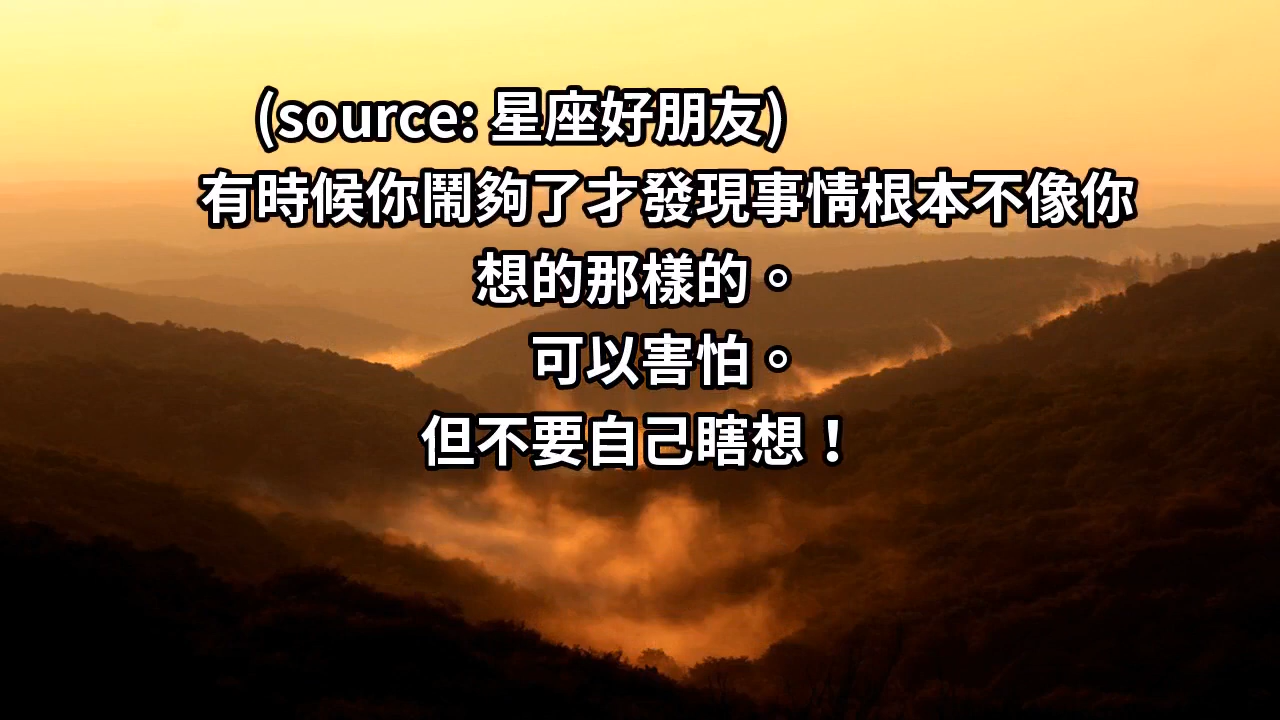 (source: 星座好朋友)
有時候你鬧夠了才發現事情根本不像你
想的那樣的。
可以害怕。
但不要自己瞎想！